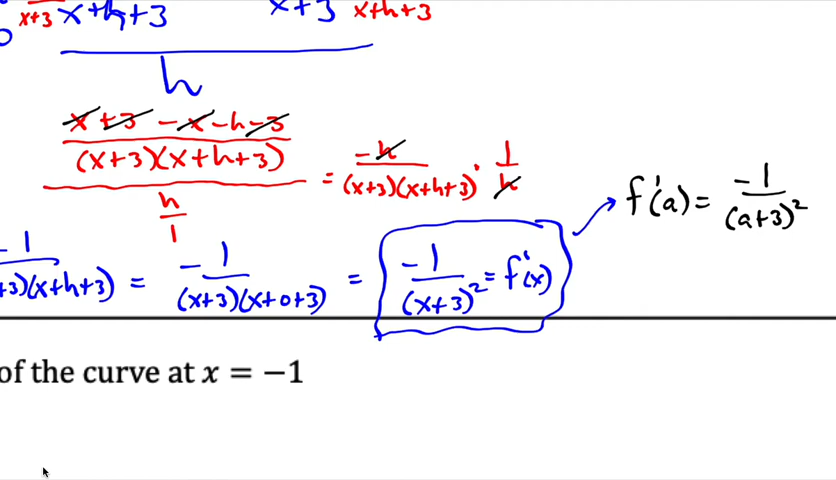 x+3 x+h+3 x+3 x+h+3
h
x+3 -x-h-3
(x+3)(x+h+3)
h
1
= -h/(x+3)(x+h+3) · 1/h
-1/(x+3)(x+h+3) = -1/(x+3)(x+0+3) = -1/(x+3)² = f'(x)
f'(a) = -1/(a+3)²
of the curve at x = −1